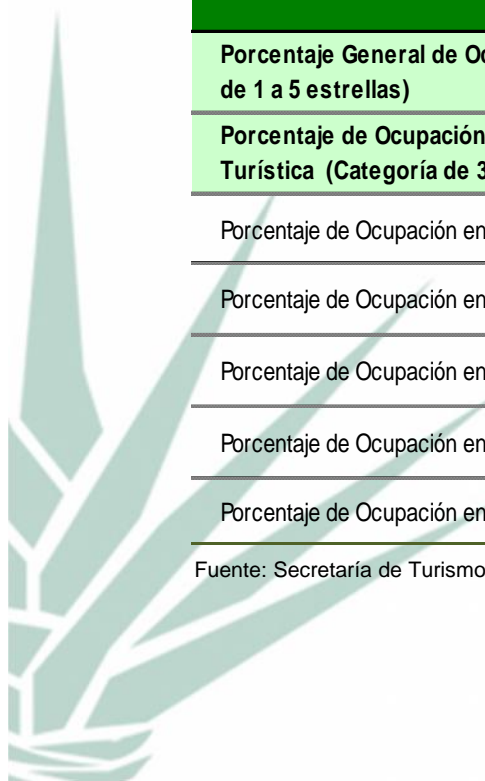 Porcentaje General de
de 1 a 5 estrellas)
Porcentaje de Ocupación
Turística (Categoría de 3
Porcentaje de Ocupación en
Porcentaje de Ocupación en
Porcentaje de Ocupación en
Porcentaje de Ocupación en
Porcentaje de Ocupación en
Fuente: Secretaría de Turismo